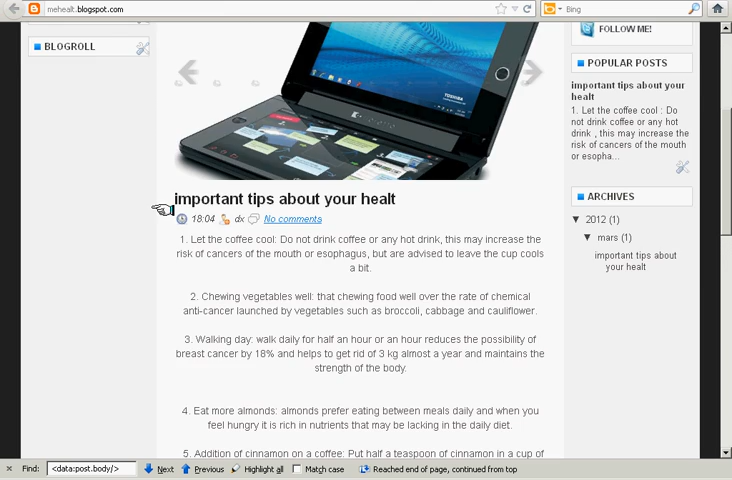 mehealt.blogspot.com
Bing
BLOGROLL
TOSHIBA
important tips about your healt
18:04 dx No comments
1. Let the coffee cool: Do not drink coffee or any hot drink, this may increase the
risk of cancers of the mouth or esophagus, but are advised to leave the cup cools
a bit.
2. Chewing vegetables well: that chewing food well over the rate of chemical
anti-cancer launched by vegetables such as broccoli, cabbage and cauliflower.
3. Walking day: walk daily for half an hour or an hour reduces the possibility of
breast cancer by 18% and helps to get rid of 3 kg almost a year and maintains the
strength of the body.
4. Eat more almonds: almonds prefer eating between meals daily and when you
feel hungry it is rich in nutrients that may be lacking in the daily diet.
5. Addition of cinnamon on a coffee: Put half a teaspoon of cinnamon in a cup of
FOLLOW ME!
POPULAR POSTS
important tips about your
healt
1. Let the coffee cool : Do
not drink coffee or any hot
drink , this may increase the
risk of cancers of the mouth
or esopha...
ARCHIVES
▼ 2012 (1)
▼ mars (1)
important tips about
your healt
× Find: <data:post.body/> Next Previous Highlight all Match case Reached end of page, continued from top